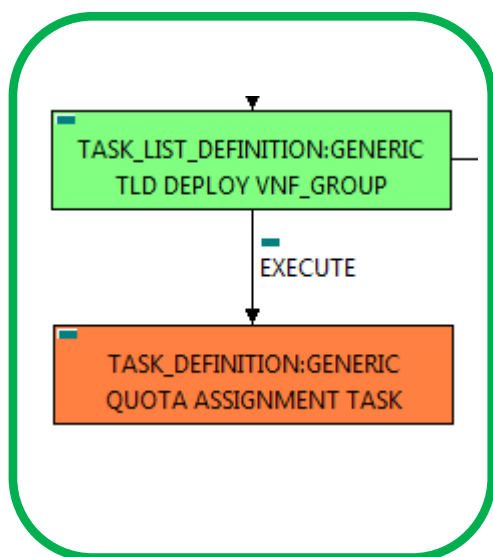 TASK_LIST_DEFINITION:GENERIC
TLD DEPLOY VNF_GROUP
EXECUTE
TASK_DEFINITION:GENERIC
QUOTA ASSIGNMENT TASK